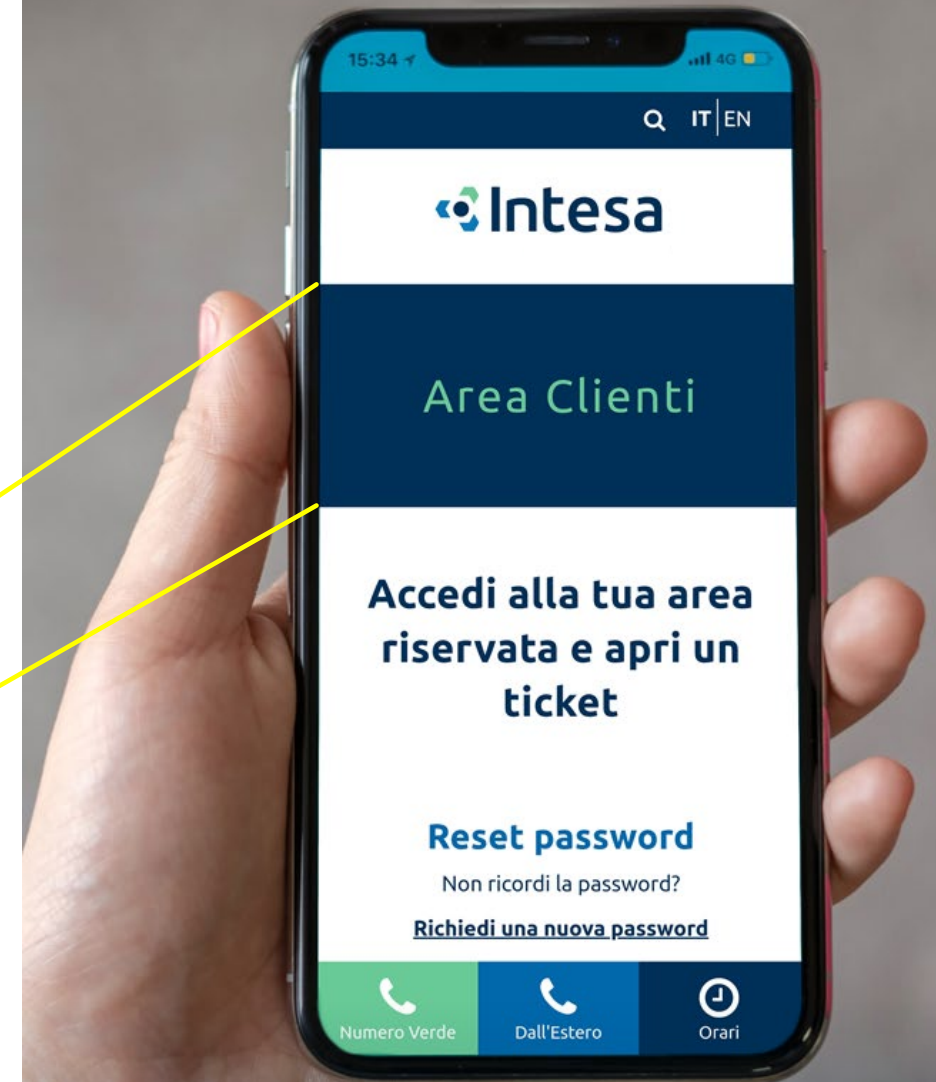 15:34
4G
IT EN
Intesa
Area Clienti
Accedi alla tua area
riservata e apri un
ticket
Reset password
Non ricordi la password?
Richiedi una nuova password
Numero Verde
Dall'Estero
Orari